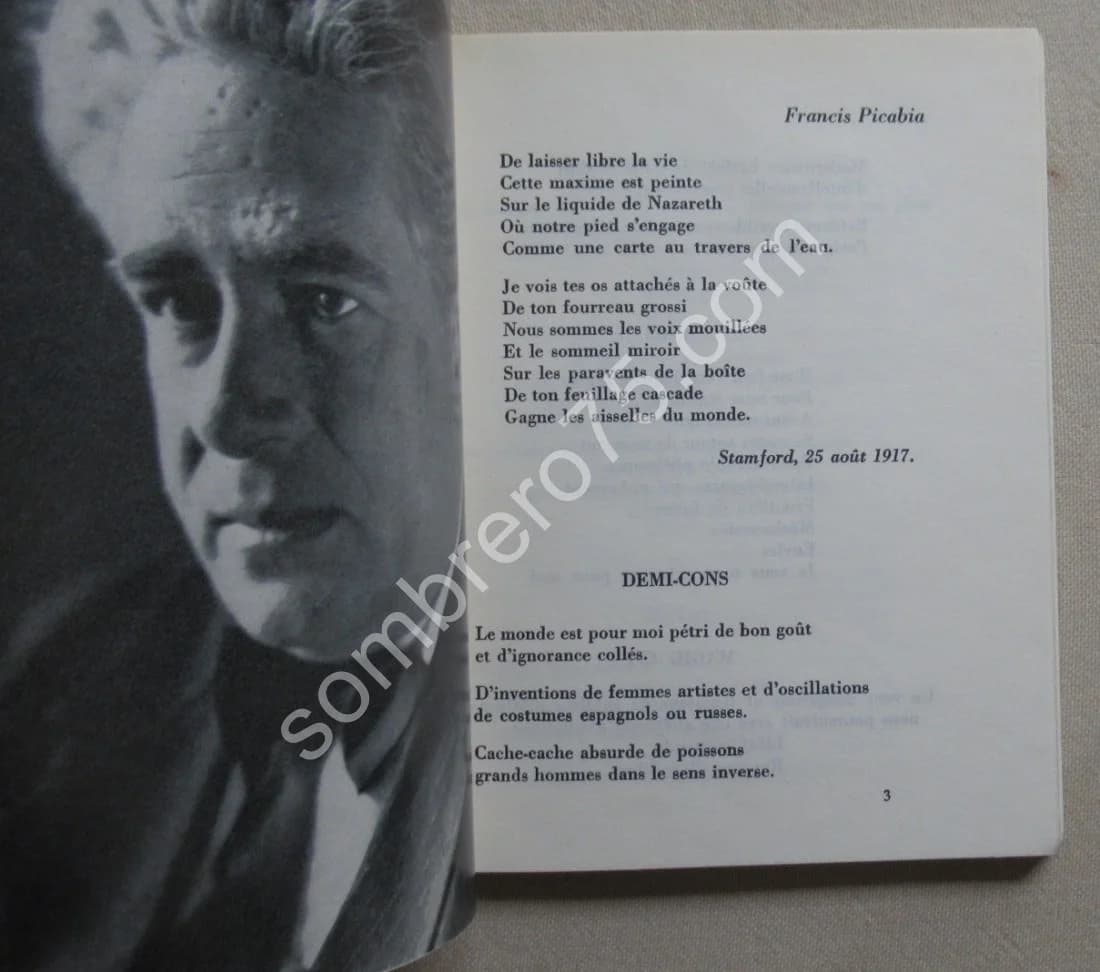 Francis Picabia
De laisser libre la vie
Cette maxime est peinte
Sur le liquide de Nazareth
Où notre pied s'engage
Comme une carte au travers de l'eau.
Je vois tes os attachés à la voûte
De ton fourreau grossi
Nous sommes les voix mouillées
Et le sommeil miroir
Sur les paravents de la boîte
De ton feuillage cascade
Gagne les aisselles du monde.
Stamford, 25 août 1917.
DEMI-CONS
Le monde est pour moi pétri de bon goût
et d'ignorance collés.
D'inventions de femmes artistes et d'oscillations
de costumes espagnols ou russes.
Cache-cache absurde de poissons
grands hommes dans le sens inverse.
3
sombrero75.com